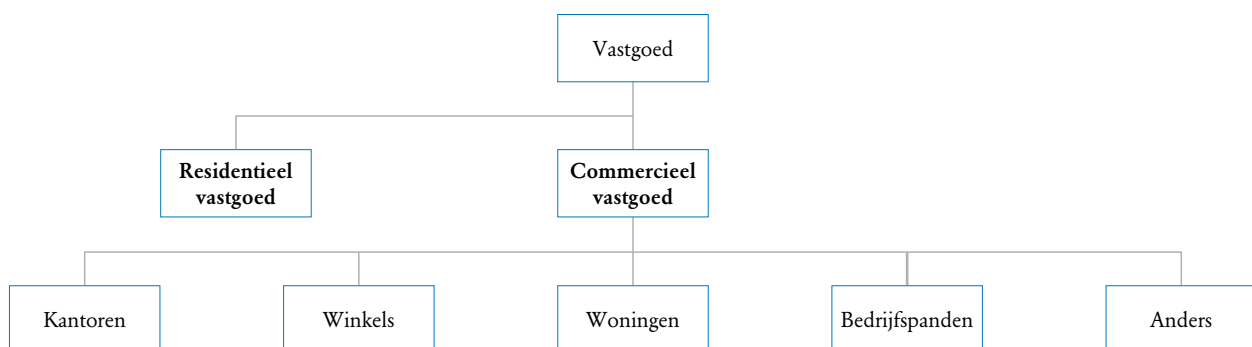 Vastgoed
Residentieel
vastgoed
Commercieel
vastgoed
Kantoren
Winkels
Woningen
Bedrijfspanden
Anders